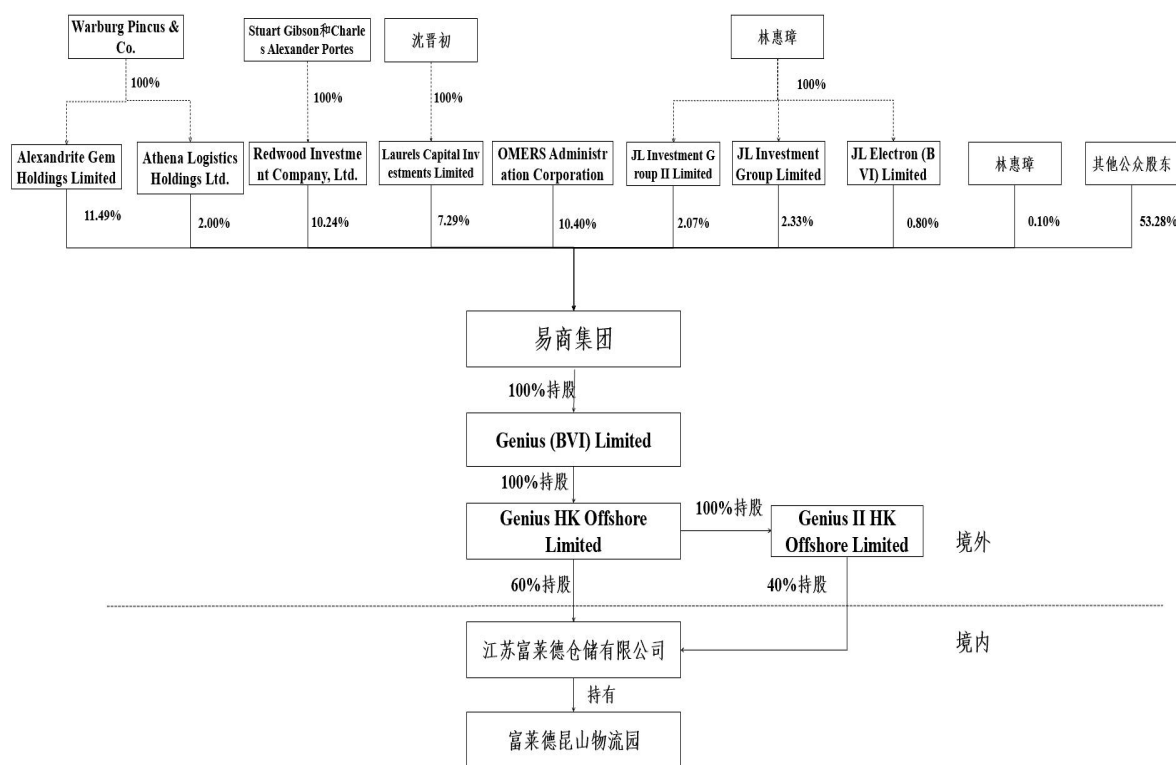 Warburg Pincus &
Co.
Stuart Gibson和Charle
s Alexander Portes
沈晋初
林惠璋
100%
100%
100%
100%
Alexandrite Gem
Holdings Limited
Athena Logistics
Holdings Ltd.
Redwood Investme
nt Company, Ltd.
Laurels Capital Inv
estments Limited
OMERS Administr
ation Corporation
JL Investment G
roup II Limited
JL Investment
Group Limited
JL Electron (B
VI) Limited
林惠璋
其他公众股东
11.49%
2.00%
10.24%
7.29%
10.40%
2.07%
2.33%
0.80%
0.10%
53.28%
易商集团
100%持股
Genius (BVI) Limited
100%持股
Genius HK Offshore
Limited
100%持股
Genius II HK
Offshore Limited
境外
60%持股
40%持股
境内
江苏富莱德仓储有限公司
持有
富莱德昆山物流园